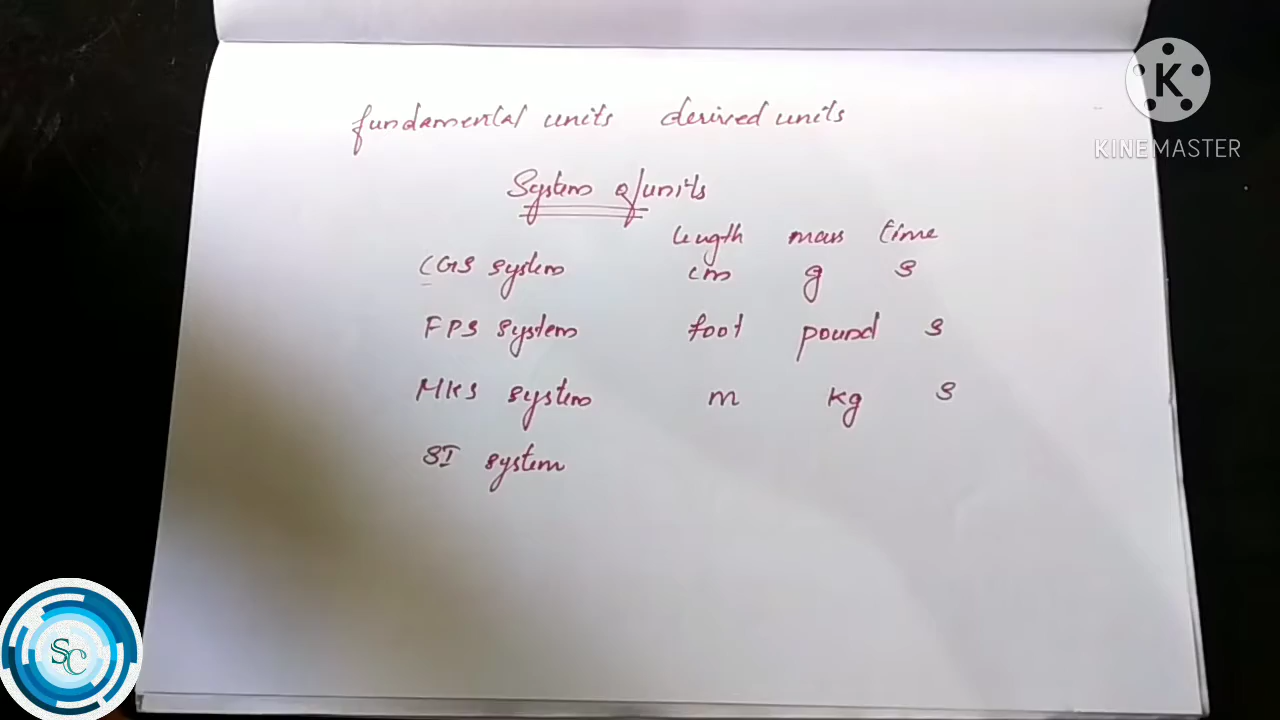 fundamental units derived units
System of units
length mass time
CGS system cm g s
FPS system foot pound s
MKS system m kg s
SI system
K
KINEMASTER
SC